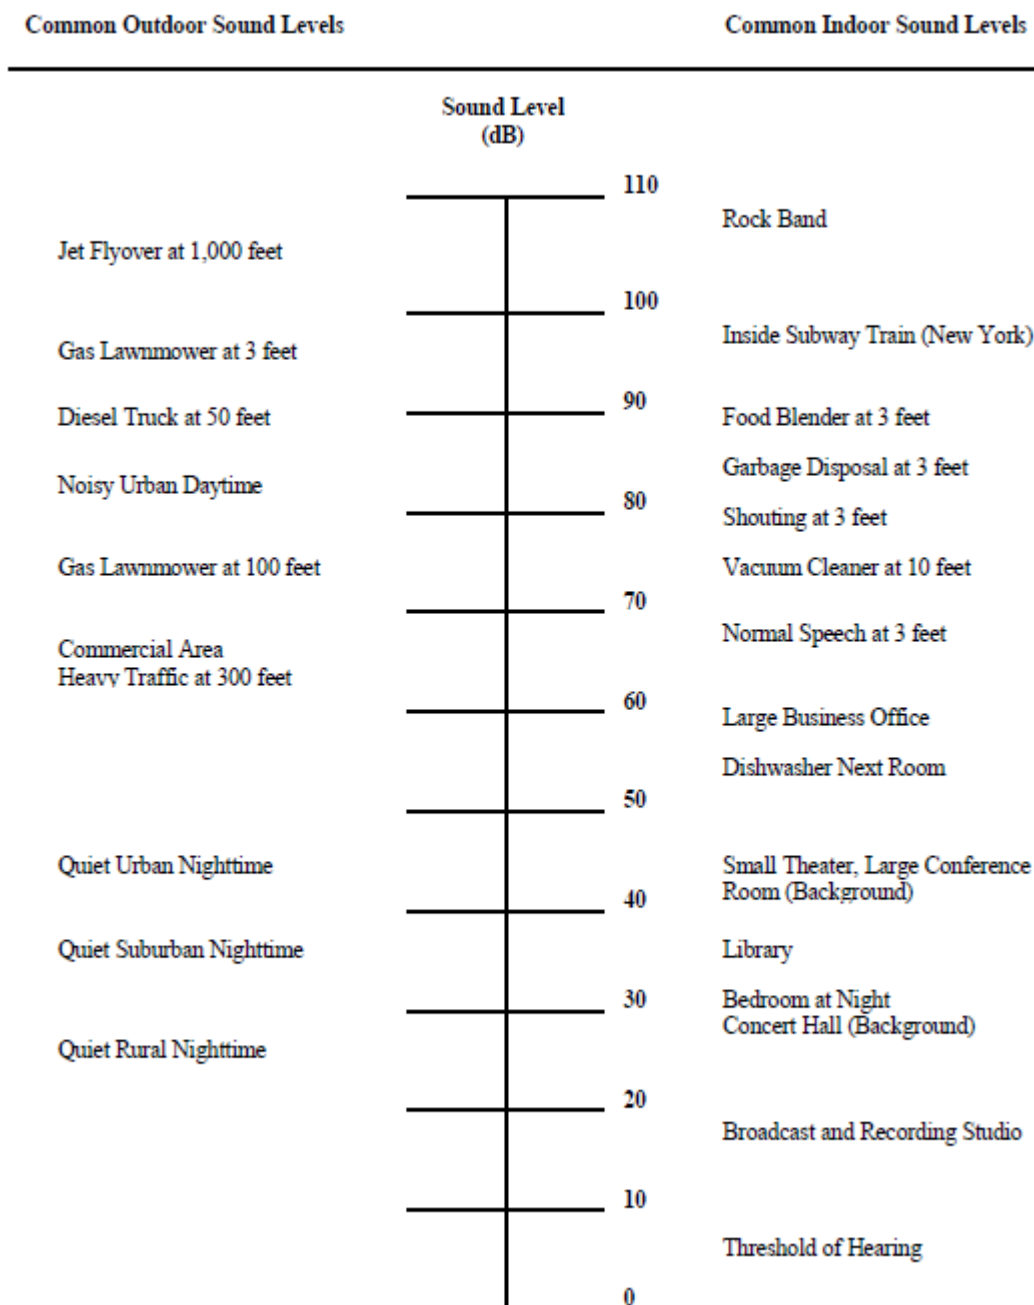 Common Outdoor Sound Levels
Common Indoor Sound Levels
Sound Level
(dB)
110
Rock Band
Jet Flyover at 1,000 feet
100
Inside Subway Train (New York)
Gas Lawnmower at 3 feet
90
Diesel Truck at 50 feet
Food Blender at 3 feet
Garbage Disposal at 3 feet
Noisy Urban Daytime
80
Shouting at 3 feet
Gas Lawnmower at 100 feet
Vacuum Cleaner at 10 feet
70
Normal Speech at 3 feet
Commercial Area
Heavy Traffic at 300 feet
60
Large Business Office
Dishwasher Next Room
50
Quiet Urban Nighttime
Small Theater, Large Conference
Room (Background)
40
Quiet Suburban Nighttime
Library
30
Bedroom at Night
Concert Hall (Background)
Quiet Rural Nighttime
20
Broadcast and Recording Studio
10
Threshold of Hearing
0